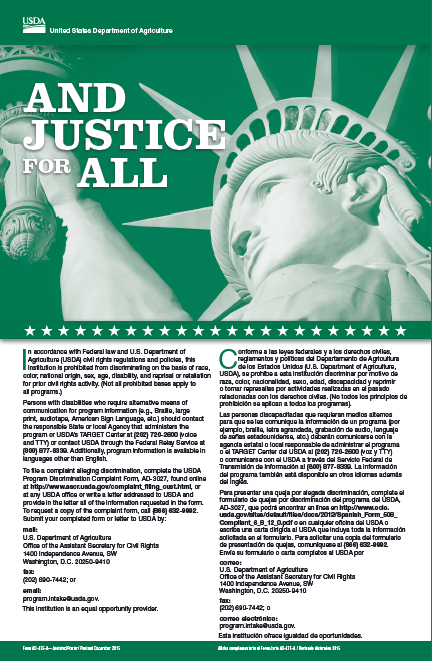 USDA
United States Department of Agriculture
AND
JUSTICE
FOR ALL
In accordance with Federal law and U.S. Department of
Agriculture (USDA) civil rights regulations and policies, this
institution is prohibited from discriminating on the basis of race,
color, national origin, sex, age, disability, and reprisal or retaliation
for prior civil rights activity. (Not all prohibited bases apply to
all programs.)
Persons with disabilities who require alternative means of
communication for program information (e.g., Braille, large
print, audiotape, American Sign Language, etc.) should contact
the responsible State or local Agency that administers the
program or USDA's TARGET Center at (202) 720-2600 (voice
and TTY) or contact USDA through the Federal Relay Service at
(800) 877-8339. Additionally, program information is available in
languages other than English.
To file a complaint alleging discrimination, complete the USDA
Program Discrimination Complaint Form, AD-3027, found online
at http://www.ascr.usda.gov/complaint_filing_cust.html, or
at any USDA office or write a letter addressed to USDA and
provide in the letter all of the information requested in the form.
To request a copy of the complaint form, call (866) 632-9992.
Submit your completed form or letter to USDA by:
mail:
U.S. Department of Agriculture
Office of the Assistant Secretary for Civil Rights
1400 Independence Avenue, SW
Washington, D.C. 20250-9410
fax:
(202) 690-7442; or
email:
program.intake@usda.gov.
This institution is an equal opportunity provider.
Conforme a las leyes federales y a los derechos civiles,
reglamentos y políticas del Departamento de Agricultura
de los Estados Unidos (U.S. Department of Agriculture,
USDA), se prohíbe a esta institución discriminar por motivo de
raza, color, nacionalidad, sexo, edad, discapacidad y reprimir
o tomar represalias por actividades realizadas en el pasado
relacionadas con los derechos civiles. (No todos los principios de
prohibición se aplican a todos los programas).
Las personas discapacitadas que requieran medios alternos
para que se les comunique la información de un programa (por
ejemplo, braille, letra agrandada, grabación de audio, lenguaje
de señas estadounidense, etc.) deberán comunicarse con la
agencia estatal o local responsable de administrar el programa
o el TARGET Center del USDA al (202) 720-2600 (voz y TTY)
o comunicarse con el USDA a través del Servicio Federal de
Transmisión de Información al (800) 877-8339. La información
del programa también está disponible en otros idiomas además
del inglés.
Para presentar una queja por alegada discriminación, complete el
formulario de quejas por discriminación del programa del USDA,
AD-3027, que podrá encontrar en línea en http://www.ocio.
usda.gov/sites/default/files/docs/2012/Spanish_Form_508_
Compliant_6_8_12_0.pdf o en cualquier oficina del USDA o
escriba una carta dirigida al USDA que incluya toda la información
solicitada en el formulario. Para solicitar una copia del formulario
de presentación de quejas, comuníquese al (866) 632-9992.
Envíe su formulario o carta completos al USDA por
correo:
U.S. Department of Agriculture
Office of the Assistant Secretary for Civil Rights
1400 Independence Avenue, SW
Washington, D.C. 20250-9410
fax:
(202) 690-7442; o
correo electrónico:
program.intake@usda.gov.
Esta institución ofrece igualdad de oportunidades.
Form AD-475-A—Assisted Poster/ Revised December 2015
Afiche complementario al Formulario AD-475-A / Revisado diciembre 2015